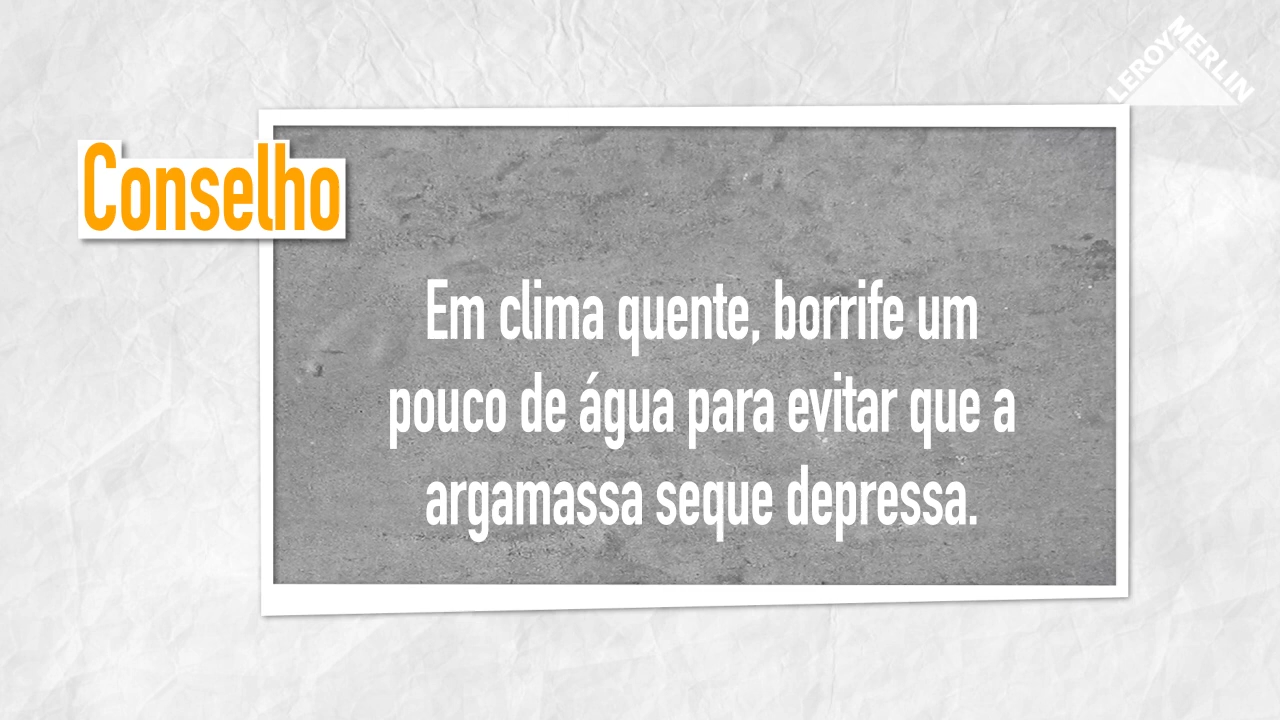 LEROY MERLIN
Conselho
Em clima quente, borrife um
pouco de água para evitar que a
argamassa seque depressa.